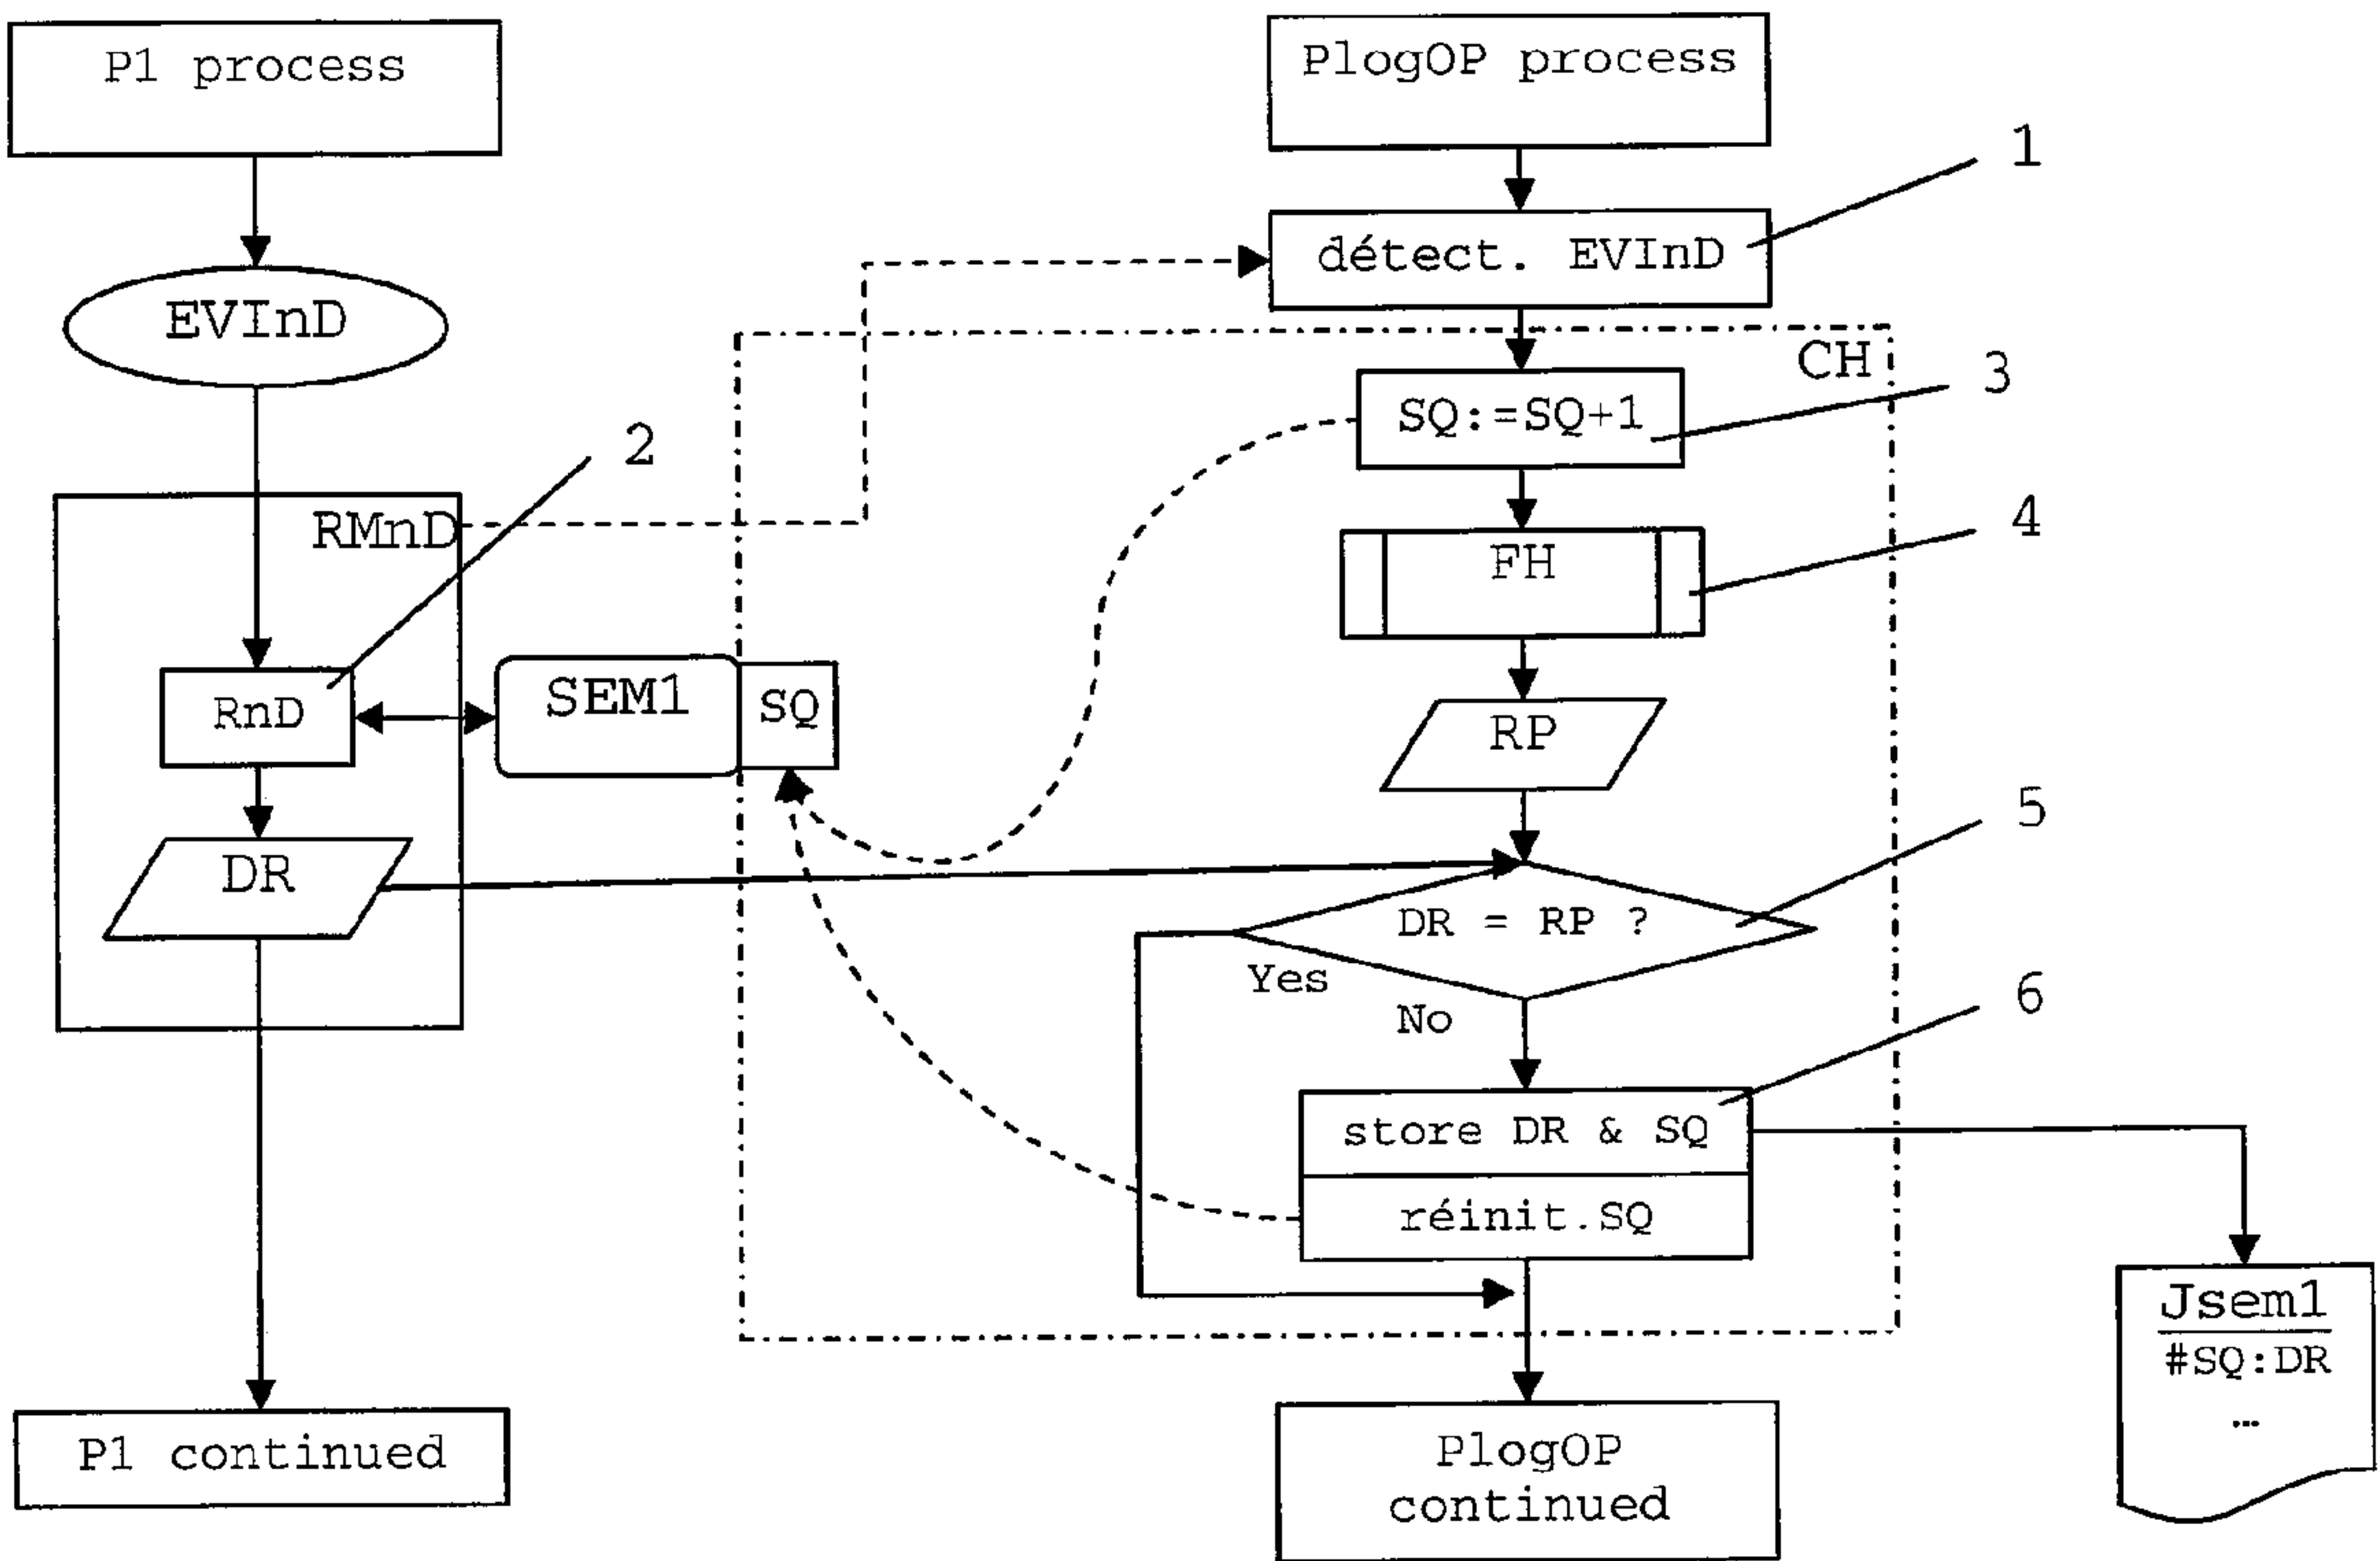 P1 process
PlogOP process
1
détect. EVInD
EVInD
CH
3
SQ:=SQ+1
2
RMnD
4
FH
RnD
SEM1
SQ
RP
5
DR
DR = RP ?
Yes
No
6
store DR & SQ
réinit.SQ
Jsem1
#SQ:DR
...
P1 continued
PlogOP
continued